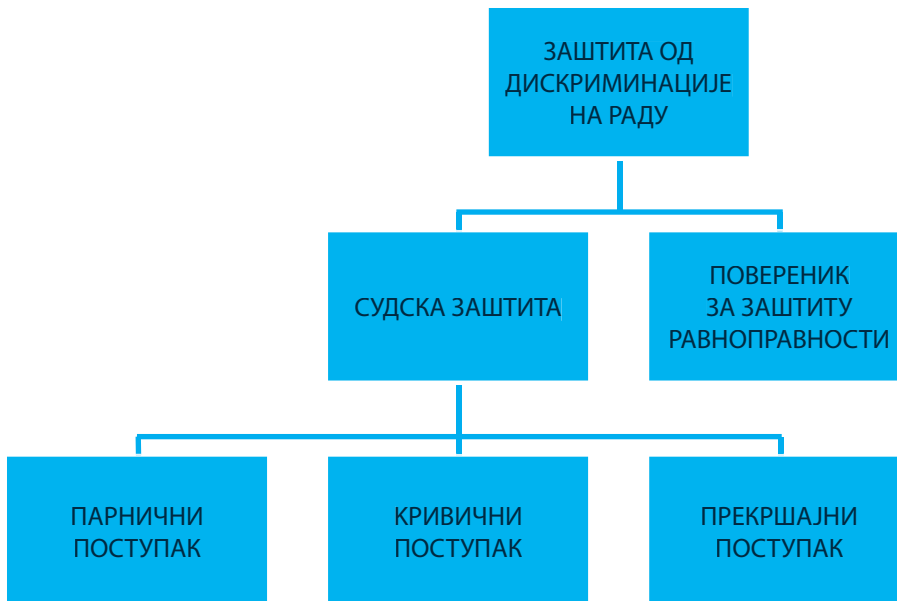 ЗАШТИТА ОД
ДИСКРИМИНАЦИЈЕ
НА РАДУ
СУДСКА ЗАШТИТА
ПОВЕРЕНИК
ЗА ЗАШТИТУ
РАВНОПРАВНОСТИ
ПАРНИЧНИ
ПОСТУПАК
КРИВИЧНИ
ПОСТУПАК
ПРЕКРШАЈНИ
ПОСТУПАК